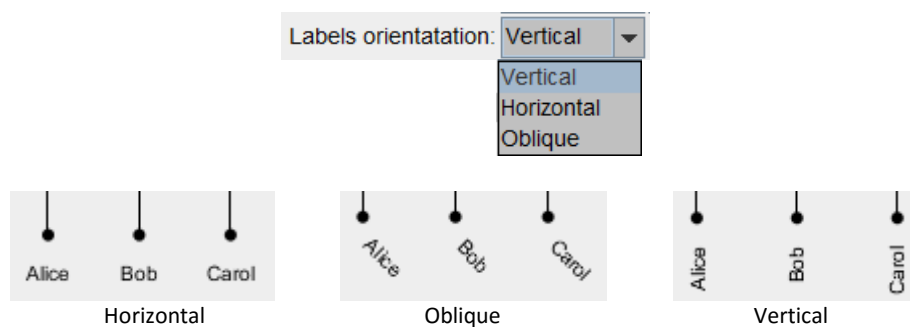 Labels orientatation: Vertical
Vertical
Horizontal
Oblique
Alice Bob Carol
Horizontal
Alice Bob Carol
Oblique
Alice Bob Carol
Vertical